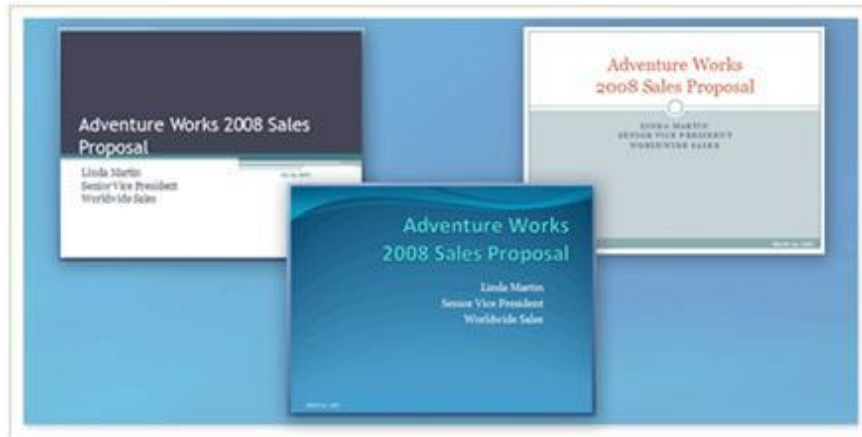 Adventure Works 2008 Sales
Proposal
Linda Martin
Senior Vice President
Worldwide Sales
Adventure Works
2008 Sales Proposal
LINDA MARTIN
SENIOR VICE PRESIDENT
WORLDWIDE SALES
Adventure Works
2008 Sales Proposal
Linda Martin
Senior Vice President
Worldwide Sales